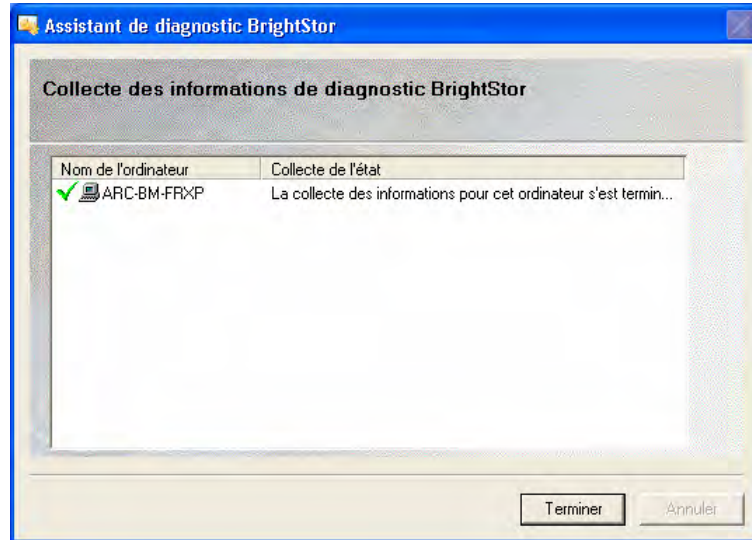 Assistant de diagnostic BrightStor
Collecte des informations de diagnostic BrightStor
Nom de l'ordinateur Collecte de l'état
ARC-BM-FRXP La collecte des informations pour cet ordinateur s'est termin...
Terminer Annuler